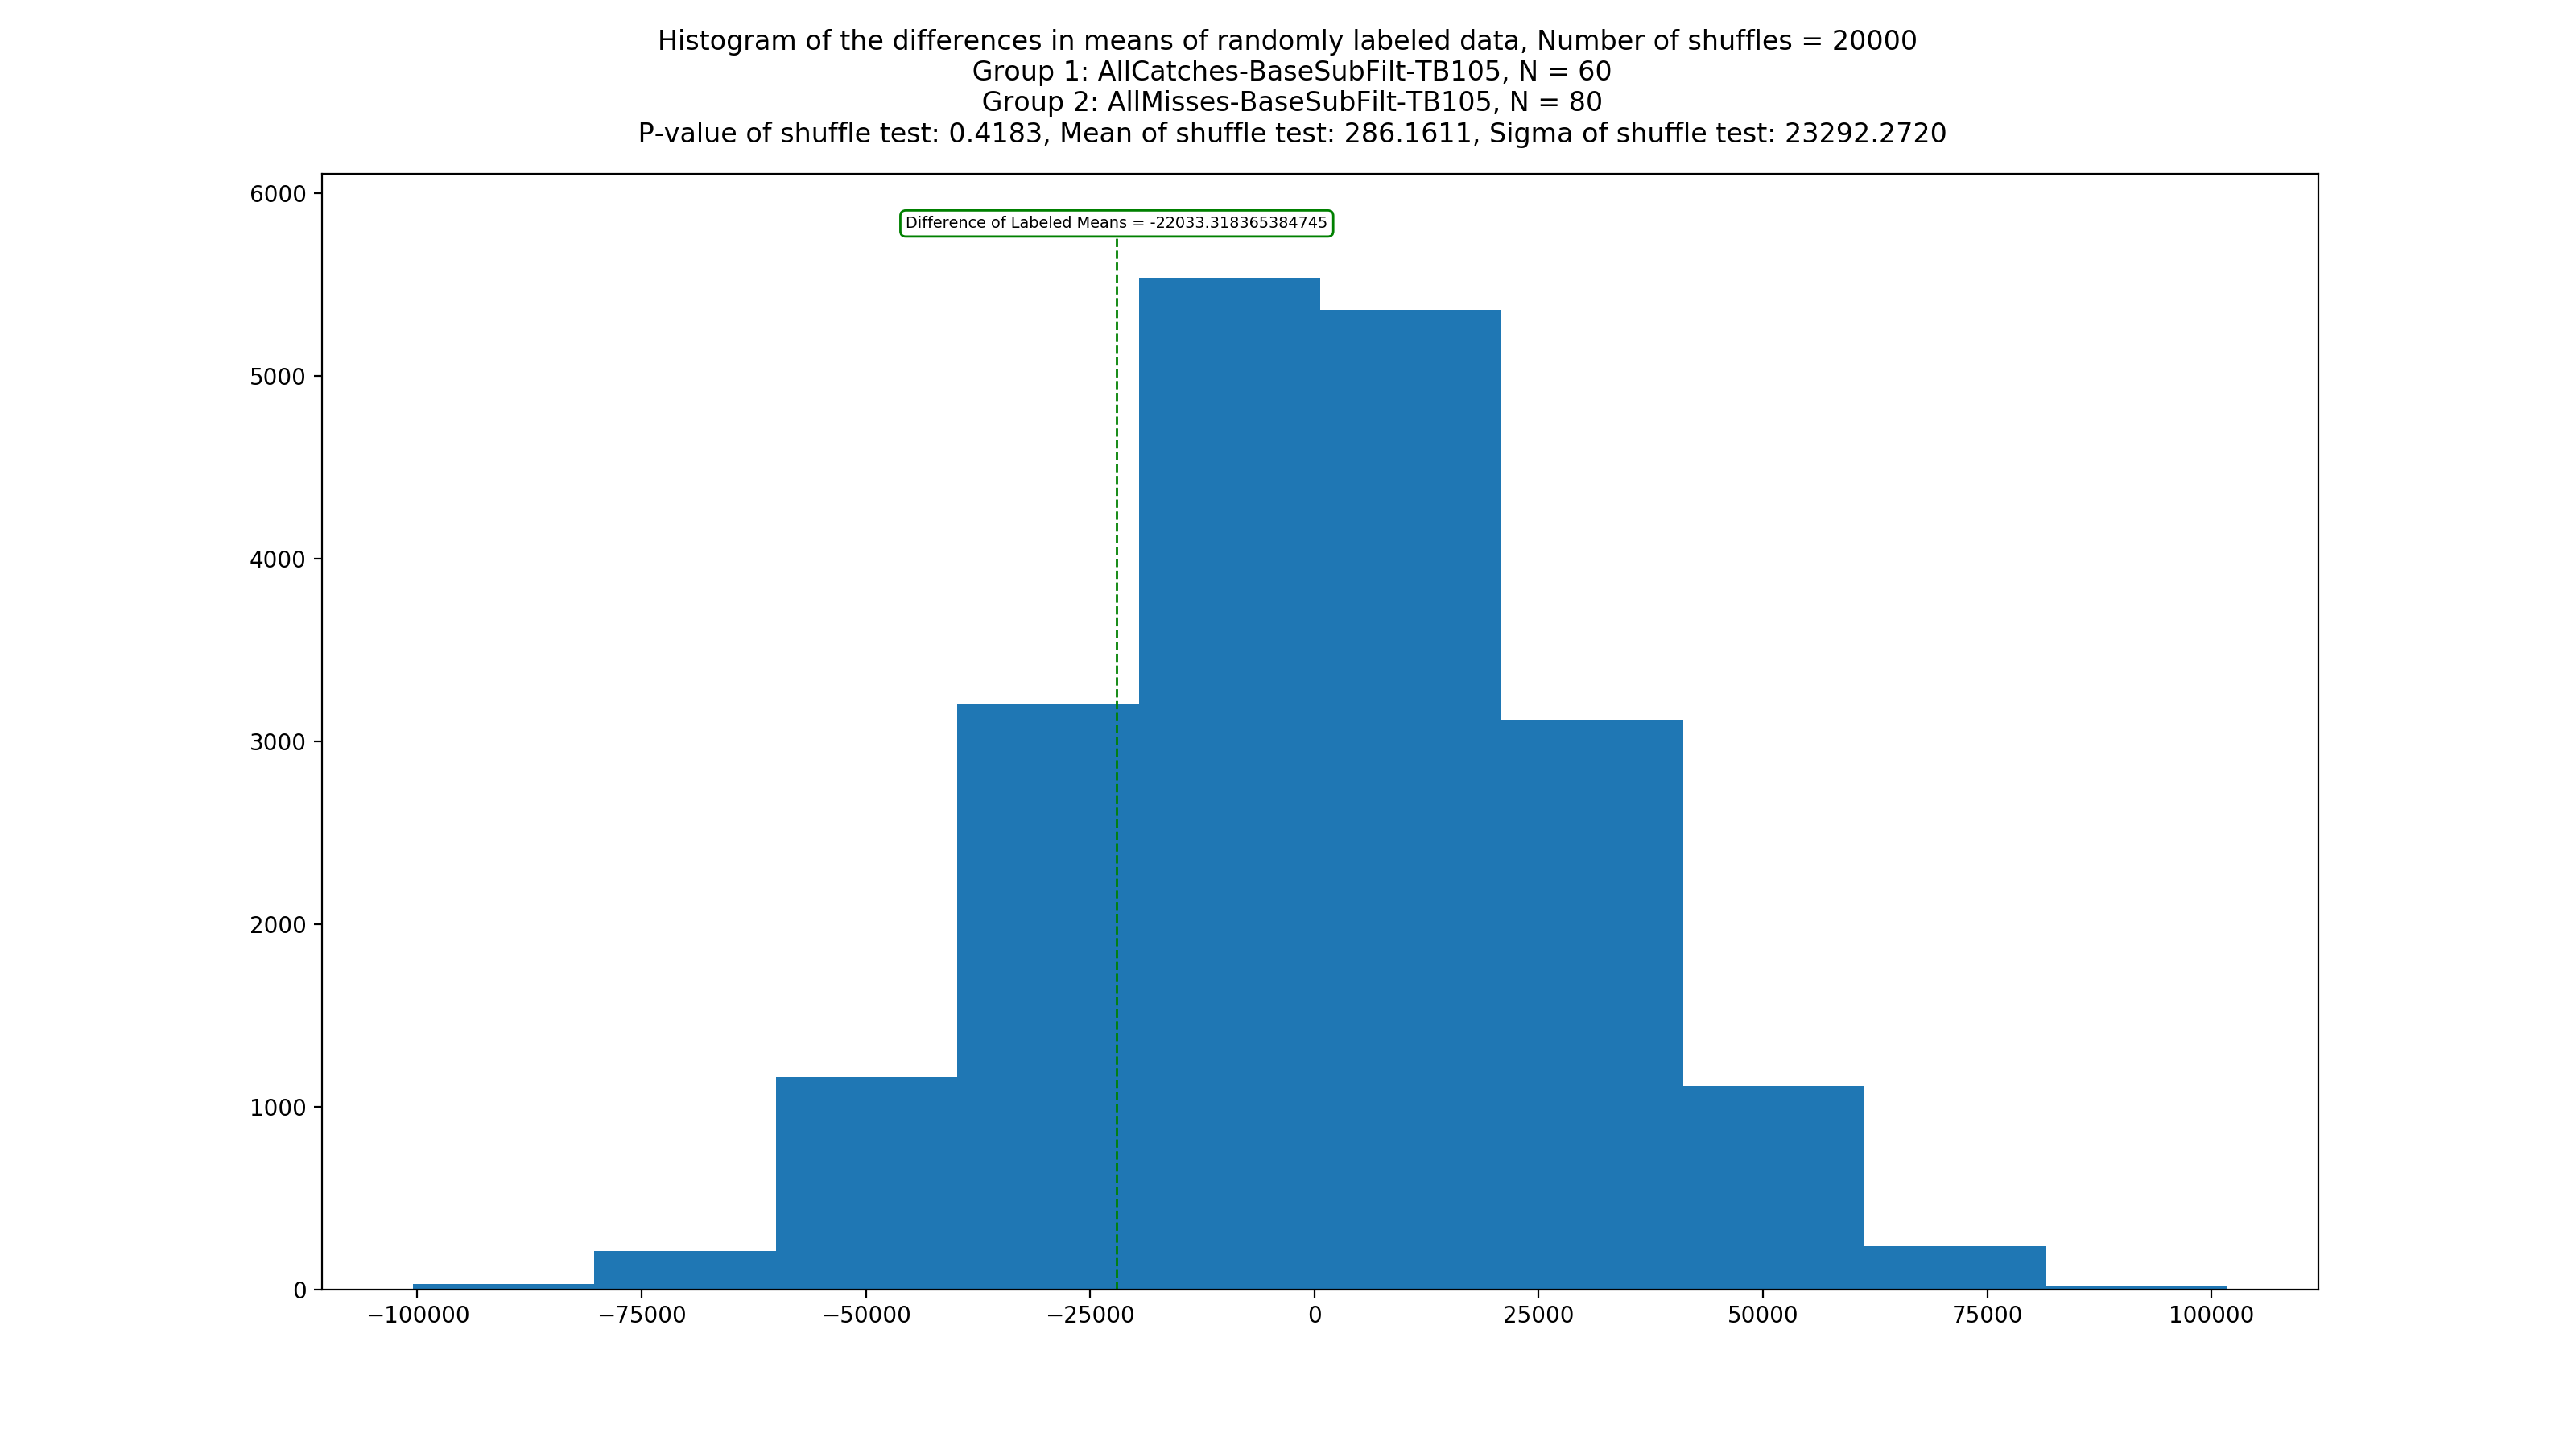 Histogram of the differences in means of randomly labeled data, Number of shuffles = 20000
Group 1: AllCatches-BaseSubFilt-TB105, N = 60
Group 2: AllMisses-BaseSubFilt-TB105, N = 80
P-value of shuffle test: 0.4183, Mean of shuffle test: 286.1611, Sigma of shuffle test: 23292.2720
6000
Difference of Labeled Means = -22033.318365384745
5000
4000
3000
2000
1000
0
−100000 −75000 −50000 −25000 0 25000 50000 75000 100000